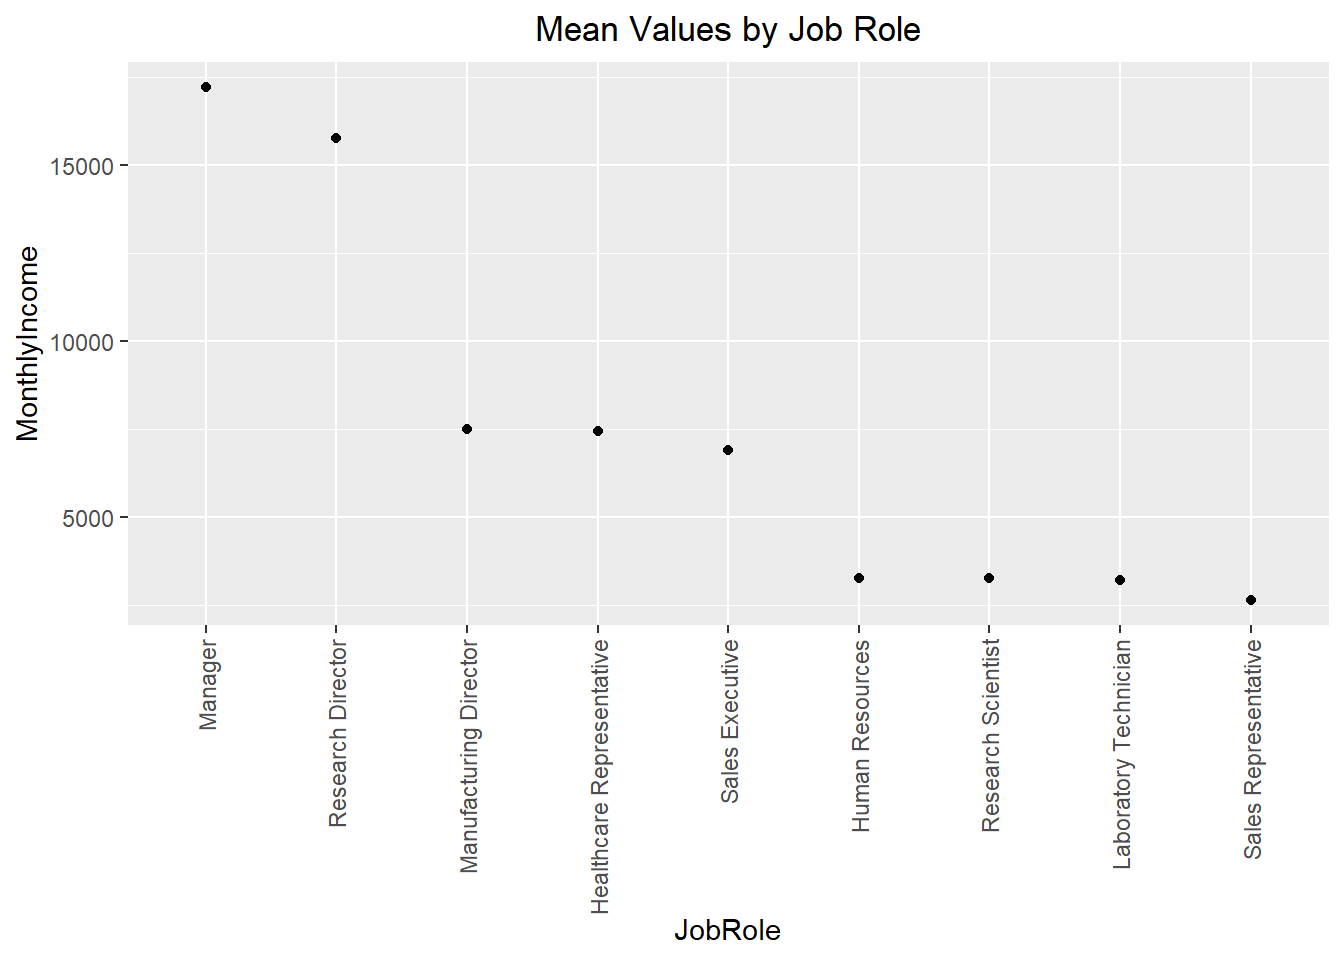 Mean Values by Job Role
MonthlyIncome
15000
10000
5000
Manager
Research Director
Manufacturing Director
Healthcare Representative
Sales Executive
Human Resources
Research Scientist
Laboratory Technician
Sales Representative
JobRole